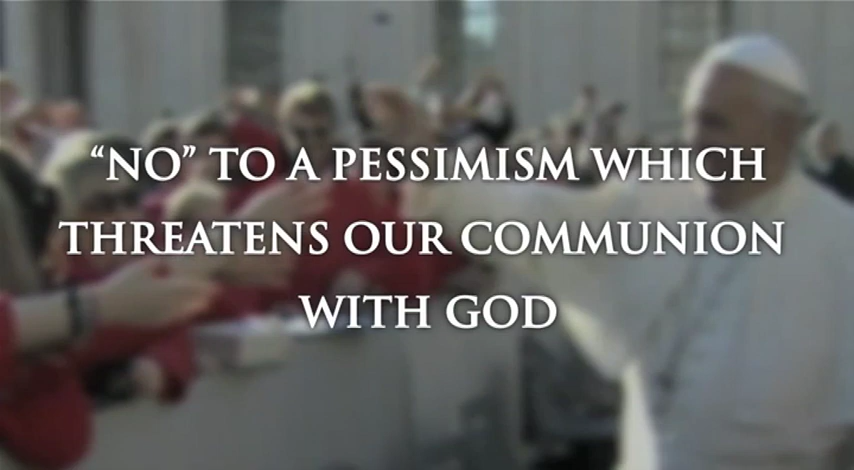 “NO” TO A PESSIMISM WHICH
THREATENS OUR COMMUNION
WITH GOD